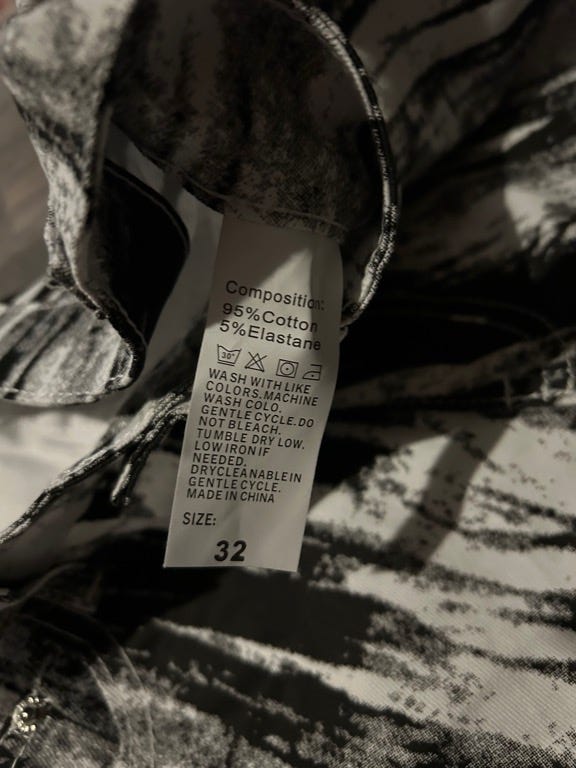 Composition:
95%Cotton
5%Elastane
30°
WASH WITH LIKE
COLORS.MACHINE
WASH COLO.
GENTLE CYCLE.DO
NOT BLEACH.
TUMBLE DRY LOW.
LOW IRON IF
NEEDED.
DRYCLEANABLE IN
GENTLE CYCLE.
MADE IN CHINA
SIZE:
32